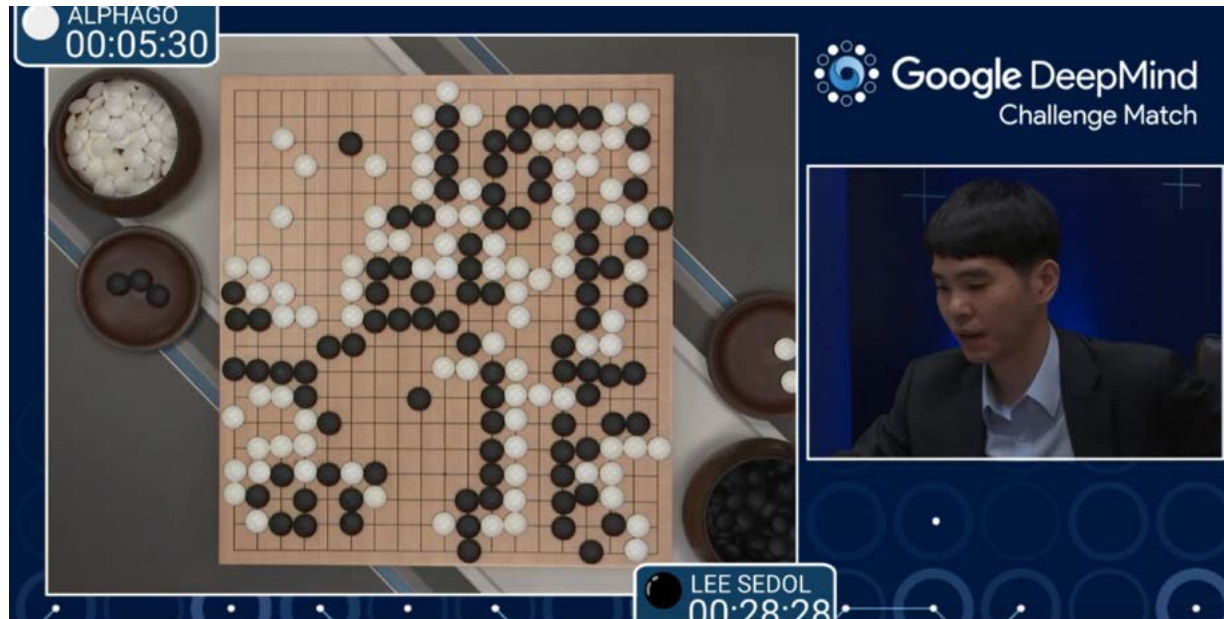 ALPHAGO
00:05:30
Google DeepMind
Challenge Match
LEE SEDOL
00:28:28